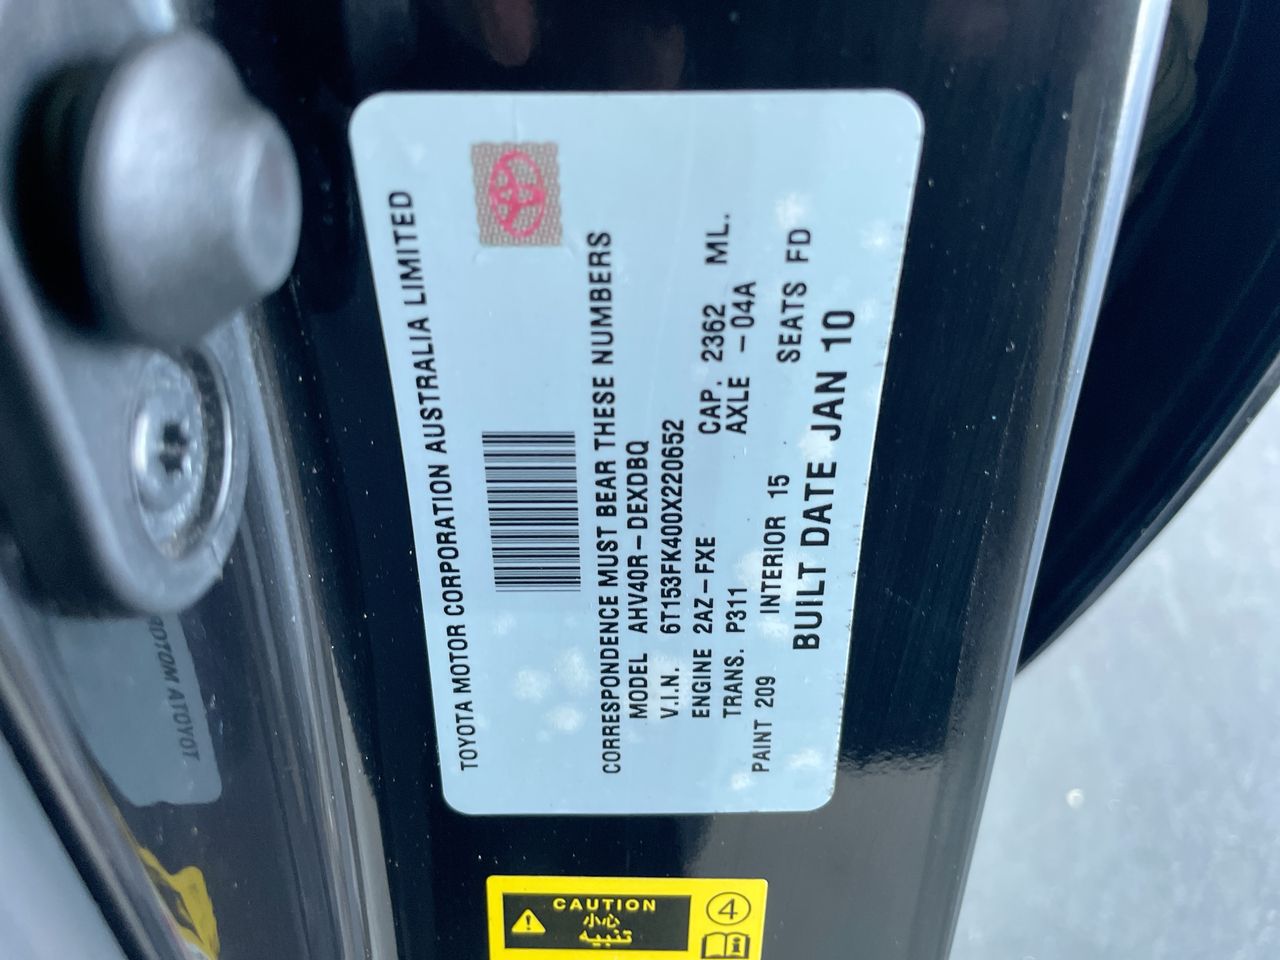 TOYOTA MOTOR CORPORATION AUSTRALIA LIMITED
CORRESPONDENCE MUST BEAR THESE NUMBERS
MODEL AHV40R-DEXDBQ
V.I.N. 6T153FK400X220652
ENGINE 2AZ-FXE CAP. 2362 ML.
TRANS. P311 AXLE -04A
PAINT 209 INTERIOR 15 SEATS FD
BUILT DATE JAN 10
CAUTION
小心
تنبيه
4